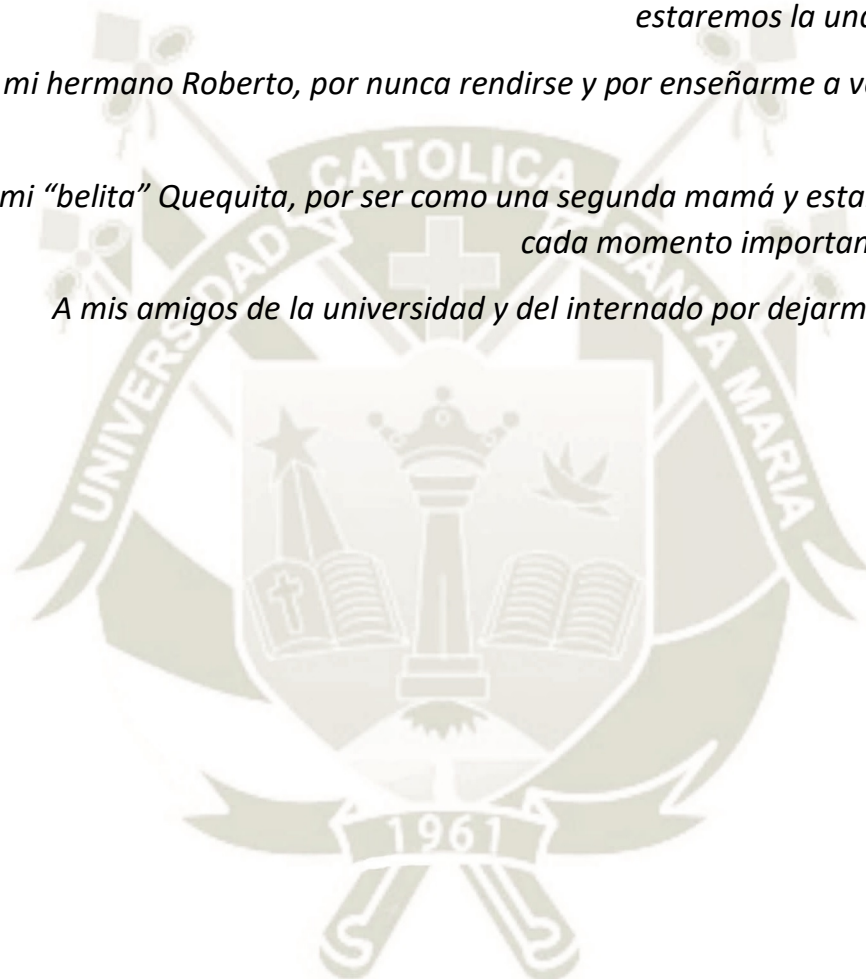 estaremos la una
mi hermano Roberto, por nunca rendirse y por enseñarme a v
mi “belita” Quequita, por ser como una segunda mamá y esta
cada momento importan
A mis amigos de la universidad y del internado por dejarm
UNIVERSIDAD CATOLICA MARIA
1961